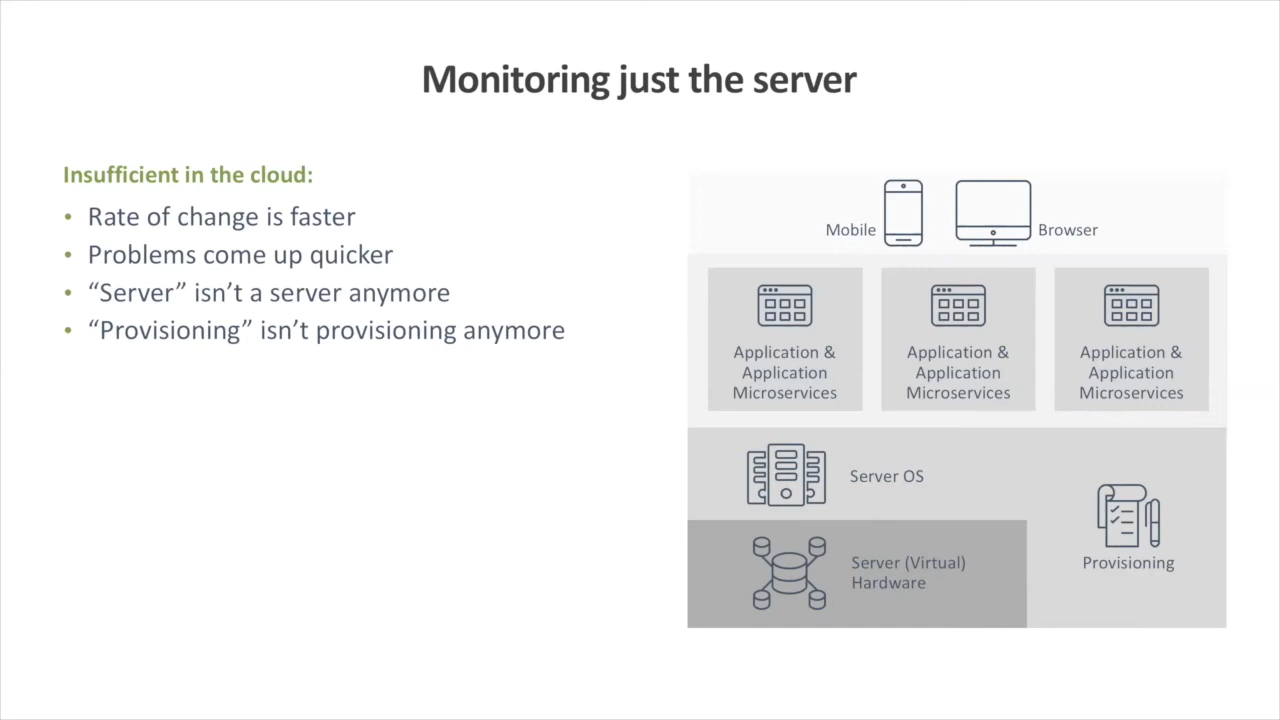 Monitoring just the server
Insufficient in the cloud:
• Rate of change is faster
• Problems come up quicker
• “Server” isn’t a server anymore
• “Provisioning” isn’t provisioning anymore
Mobile
Browser
Application &
Application
Microservices
Application &
Application
Microservices
Application &
Application
Microservices
Server OS
Server (Virtual)
Hardware
Provisioning